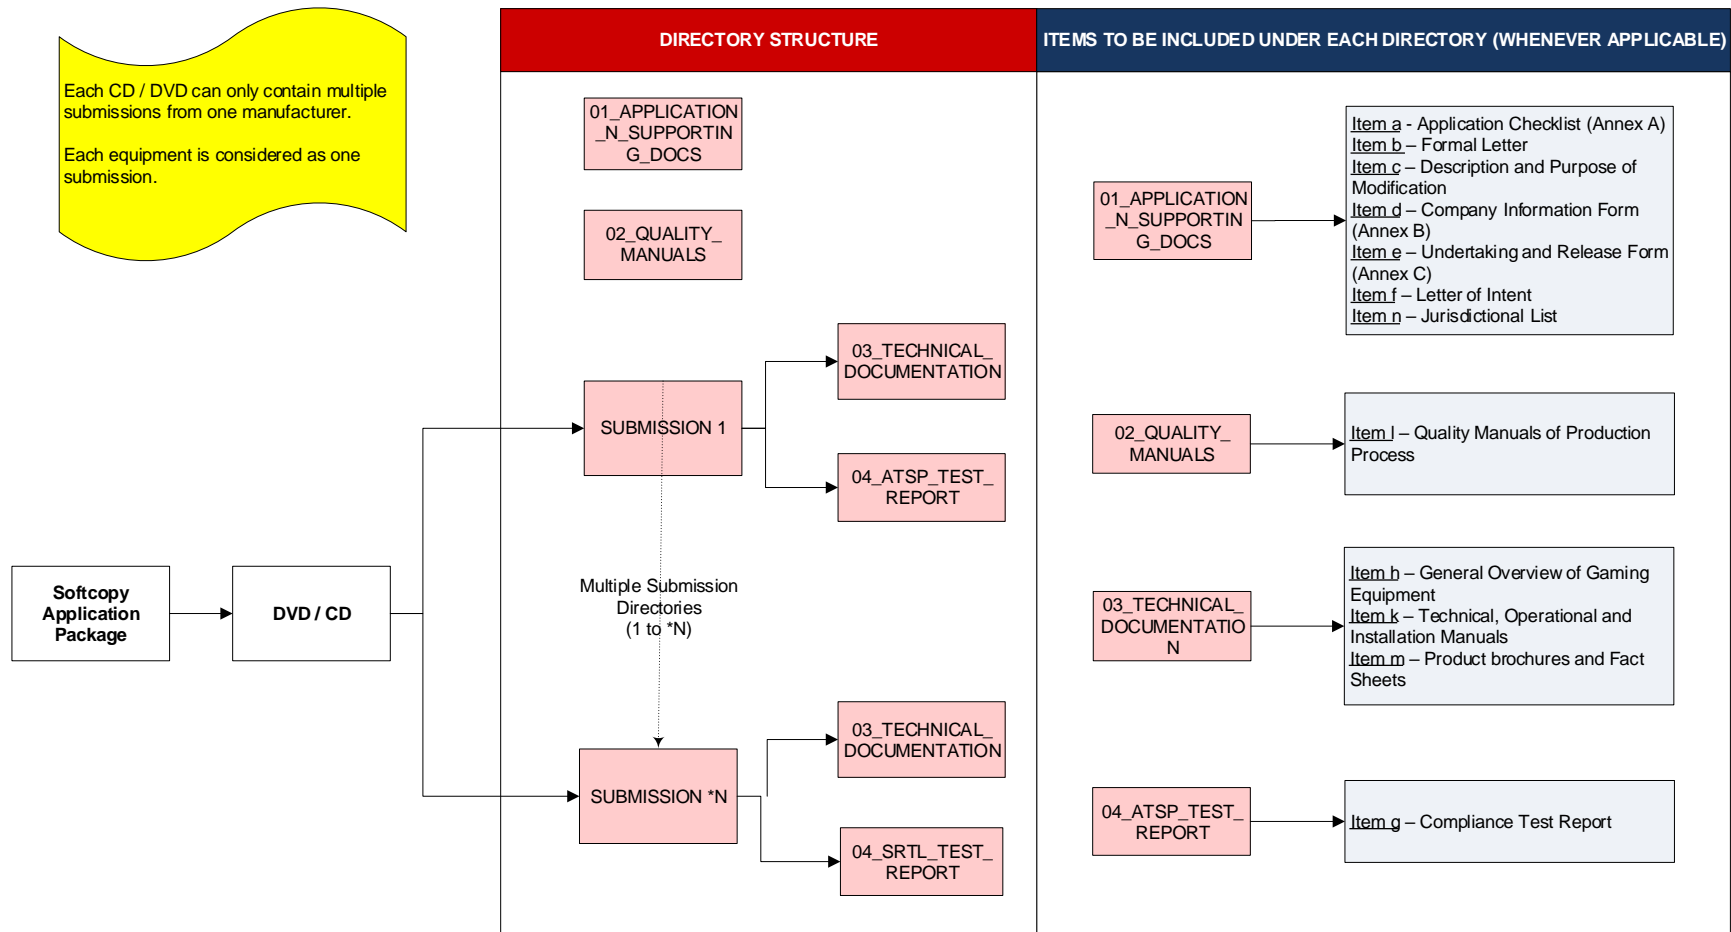 Each CD / DVD can only contain multiple
submissions from one manufacturer.
Each equipment is considered as one
submission.
DIRECTORY STRUCTURE
ITEMS TO BE INCLUDED UNDER EACH DIRECTORY (WHENEVER APPLICABLE)
01_APPLICATION
_N_SUPPORTIN
G_DOCS
02_QUALITY_
MANUALS
Softcopy
Application
Package
DVD / CD
SUBMISSION 1
03_TECHNICAL_
DOCUMENTATION
04_ATSP_TEST_
REPORT
Multiple Submission
Directories
(1 to *N)
SUBMISSION *N
03_TECHNICAL_
DOCUMENTATION
04_SRTL_TEST_
REPORT
01_APPLICATION
_N_SUPPORTIN
G_DOCS
Item a - Application Checklist (Annex A)
Item b – Formal Letter
Item c – Description and Purpose of
Modification
Item d – Company Information Form
(Annex B)
Item e – Undertaking and Release Form
(Annex C)
Item f – Letter of Intent
Item n – Jurisdictional List
02_QUALITY_
MANUALS
Item l – Quality Manuals of Production
Process
03_TECHNICAL_
DOCUMENTATIO
N
Item h – General Overview of Gaming
Equipment
Item k – Technical, Operational and
Installation Manuals
Item m – Product brochures and Fact
Sheets
04_ATSP_TEST_
REPORT
Item g – Compliance Test Report